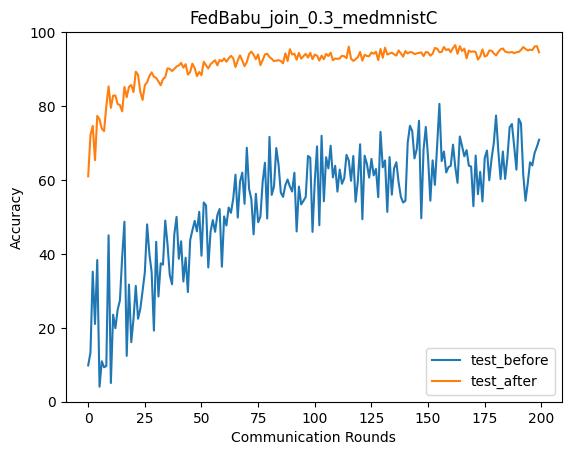 FedBabu_join_0.3_medmnistC
100
80
60
40
20
0
Accuracy
0 25 50 75 100 125 150 175 200
Communication Rounds
test_before
test_after